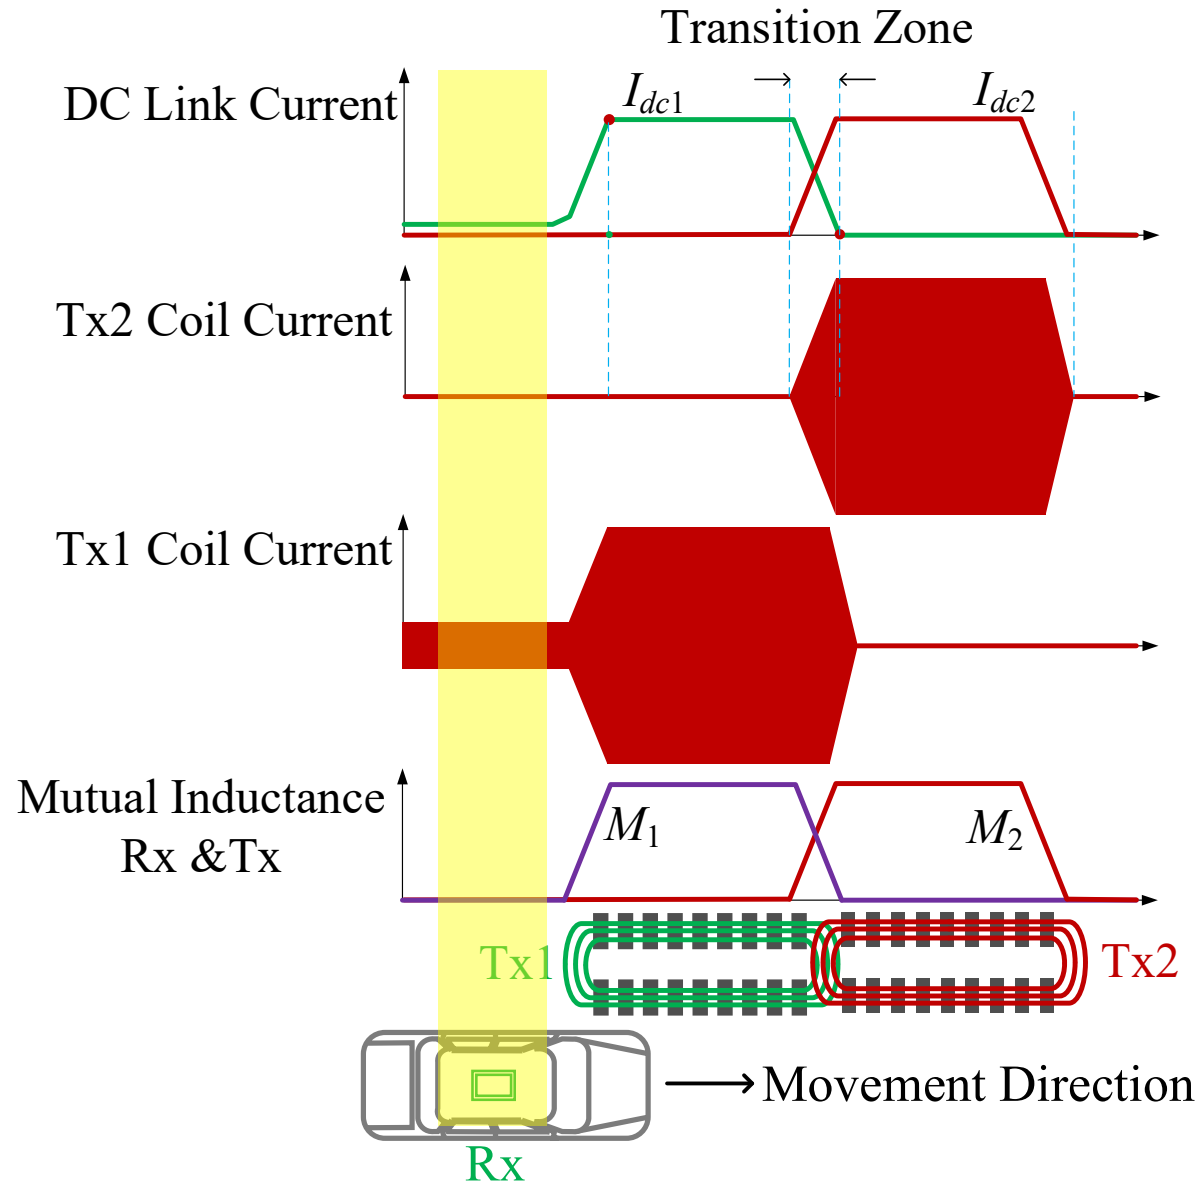 Transition Zone
DC Link Current
Idc1
Idc2
Tx2 Coil Current
Tx1 Coil Current
Mutual Inductance
Rx &Tx
M1
M2
Tx1
Tx2
Movement Direction
Rx